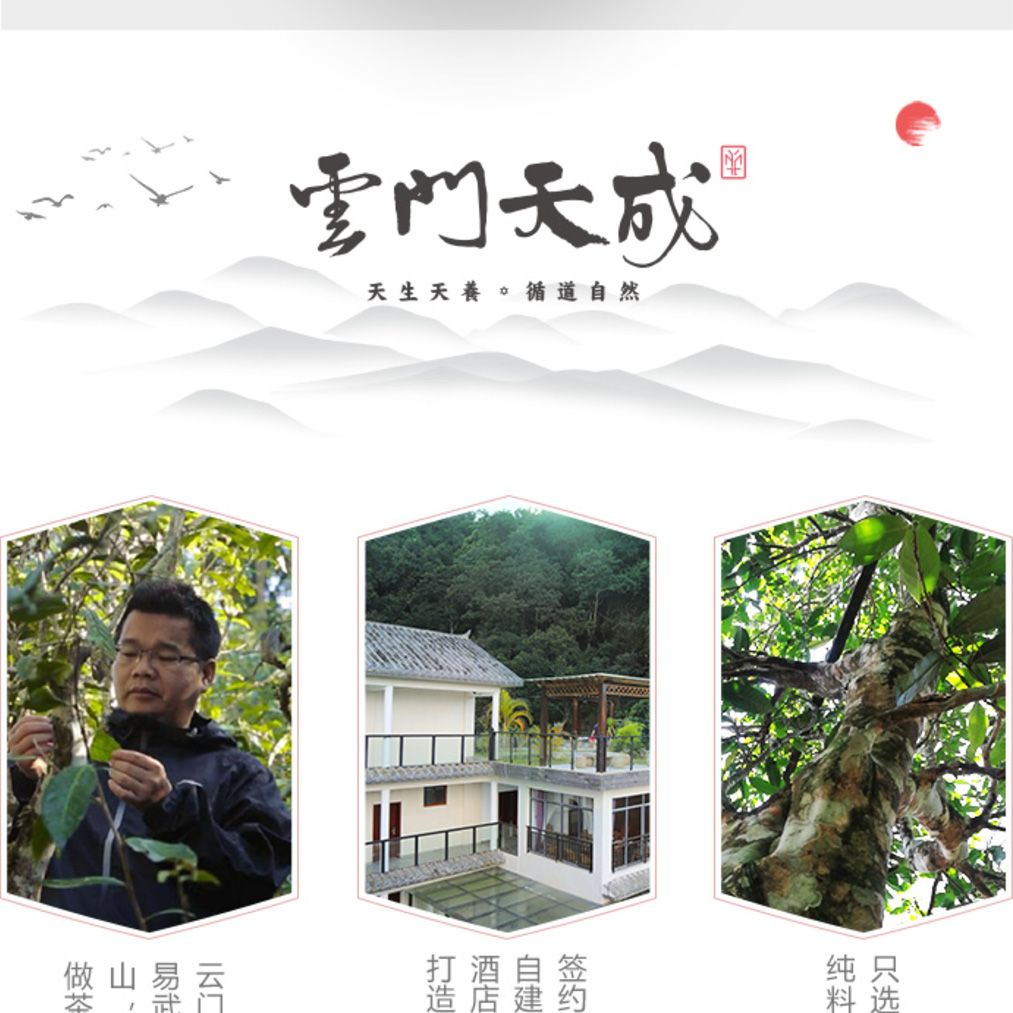 雲門天成
天生天養 循道自然
云门
易武
山，
做茶
签约
自建
酒店
打造
只选
纯料